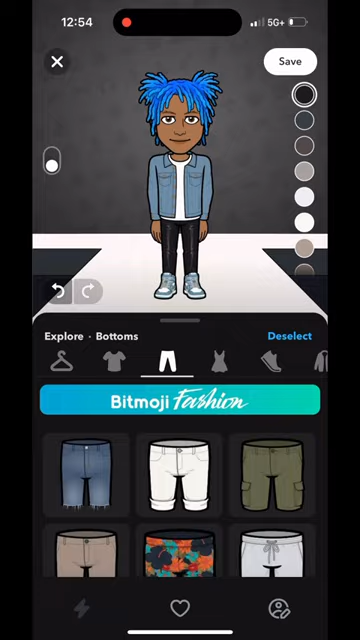 12:54
5G+
Save
Explore · Bottoms
Deselect
Bitmoji Fashion